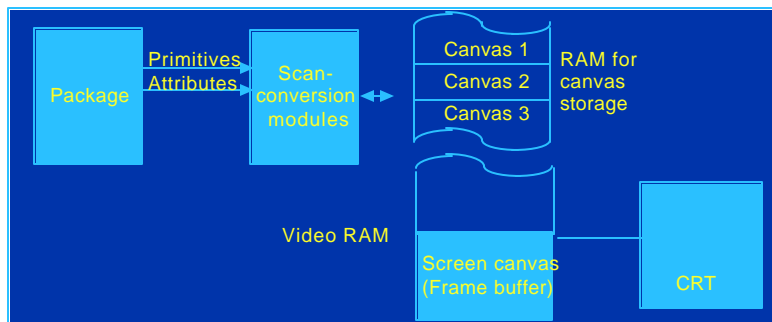 Package
Primitives
Attributes
Scan-
conversion
modules
Canvas 1
Canvas 2
Canvas 3
RAM for
canvas
storage
Video RAM
Screen canvas
(Frame buffer)
CRT